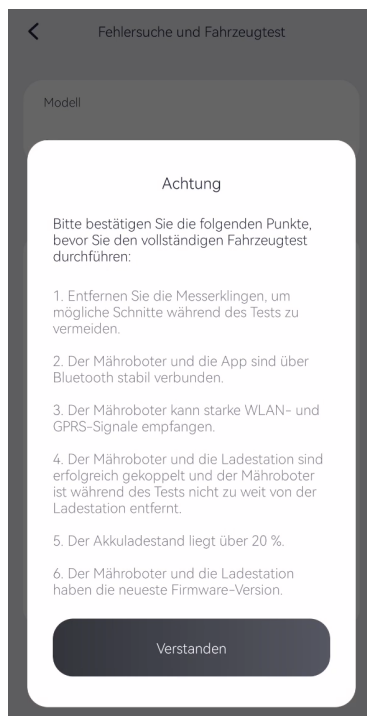 Fehlersuche und Fahrzeugtest
Modell
Achtung
Bitte bestätigen Sie die folgenden Punkte,
bevor Sie den vollständigen Fahrzeugtest
durchführen:
1. Entfernen Sie die Messerklingen, um
mögliche Schnitte während des Tests zu
vermeiden.
2. Der Mähroboter und die App sind über
Bluetooth stabil verbunden.
3. Der Mähroboter kann starke WLAN- und
GPRS-Signale empfangen.
4. Der Mähroboter und die Ladestation sind
erfolgreich gekoppelt und der Mähroboter
ist während des Tests nicht zu weit von der
Ladestation entfernt.
5. Der Akkuladestand liegt über 20 %.
6. Der Mähroboter und die Ladestation
haben die neueste Firmware-Version.
Verstanden